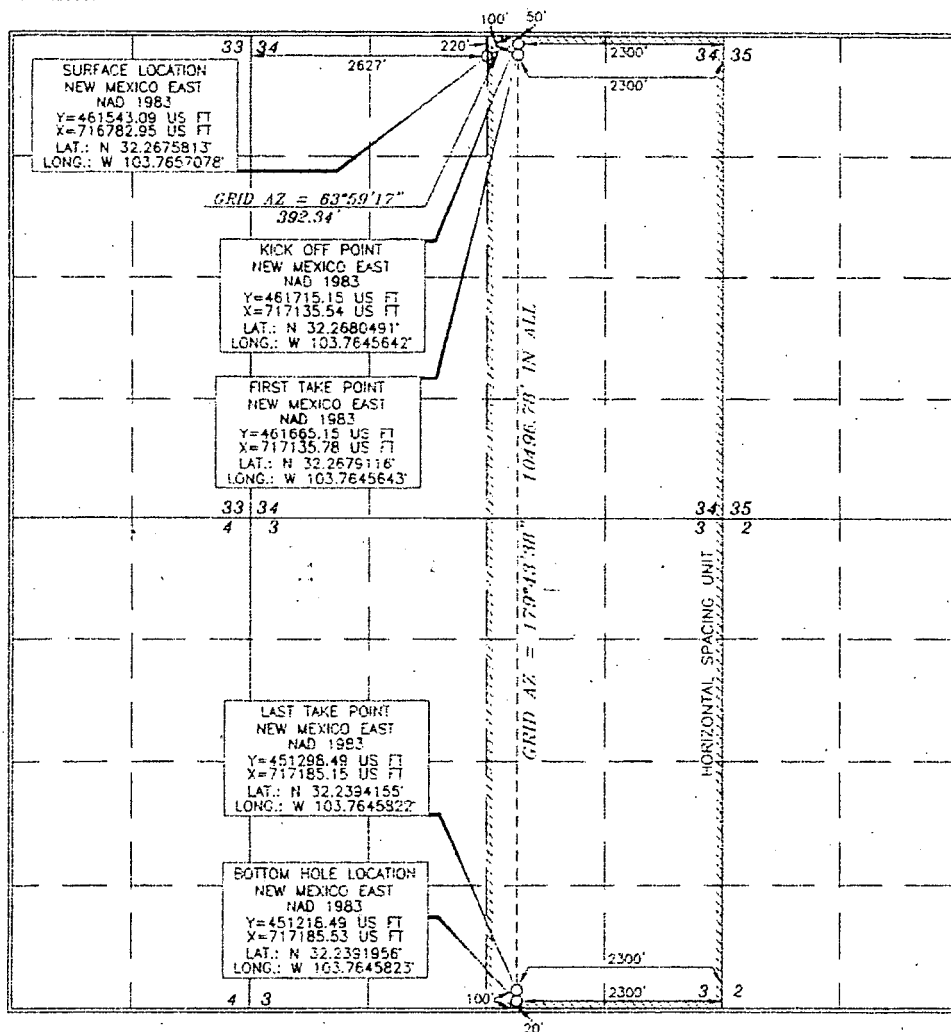 100' 50'
33 34 220' 2300' 34 35
2627' 2300'
SURFACE LOCATION
NEW MEXICO EAST
NAD 1983
Y=461543.09 US FT
X=716782.95 US FT
LAT.: N 32.2675813°
LONG.: W 103.7657078°
GRID AZ = 63°59'17"
392.34'
KICK OFF POINT
NEW MEXICO EAST
NAD 1983
Y=461715.15 US FT
X=717135.54 US FT
LAT.: N 32.2680491°
LONG.: W 103.7645642°
FIRST TAKE POINT
NEW MEXICO EAST
NAD 1983
Y=461665.15 US FT
X=717135.78 US FT
LAT.: N 32.2679116°
LONG.: W 103.7645643°
GRID AZ = 179°43'38" 10496.78' IN ALL
33 34 34 35
4 3 3 2
HORIZONTAL SPACING UNIT
LAST TAKE POINT
NEW MEXICO EAST
NAD 1983
Y=451298.49 US FT
X=717185.15 US FT
LAT.: N 32.2394155°
LONG.: W 103.7645822°
BOTTOM HOLE LOCATION
NEW MEXICO EAST
NAD 1983
Y=451218.49 US FT
X=717185.53 US FT
LAT.: N 32.2391956°
LONG.: W 103.7645823°
2300'
4 3 100' 2300' 3 2
20'